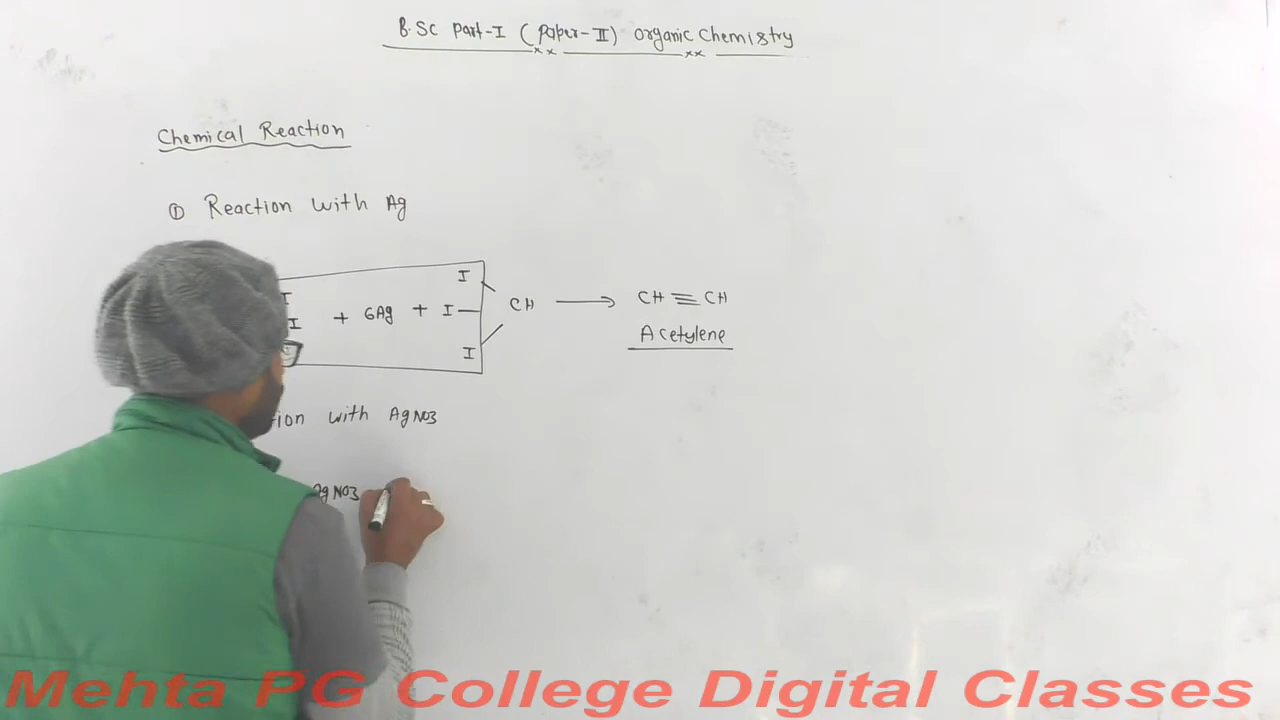 B.Sc Part-I (Paper-II) Organic Chemistry
Chemical Reaction
① Reaction with Ag
I
I + 6Ag + I
I
CH → CH ≡ CH
Acetylene
tion with AgNO3
AgNO3
Mehta PG College Digital Classes